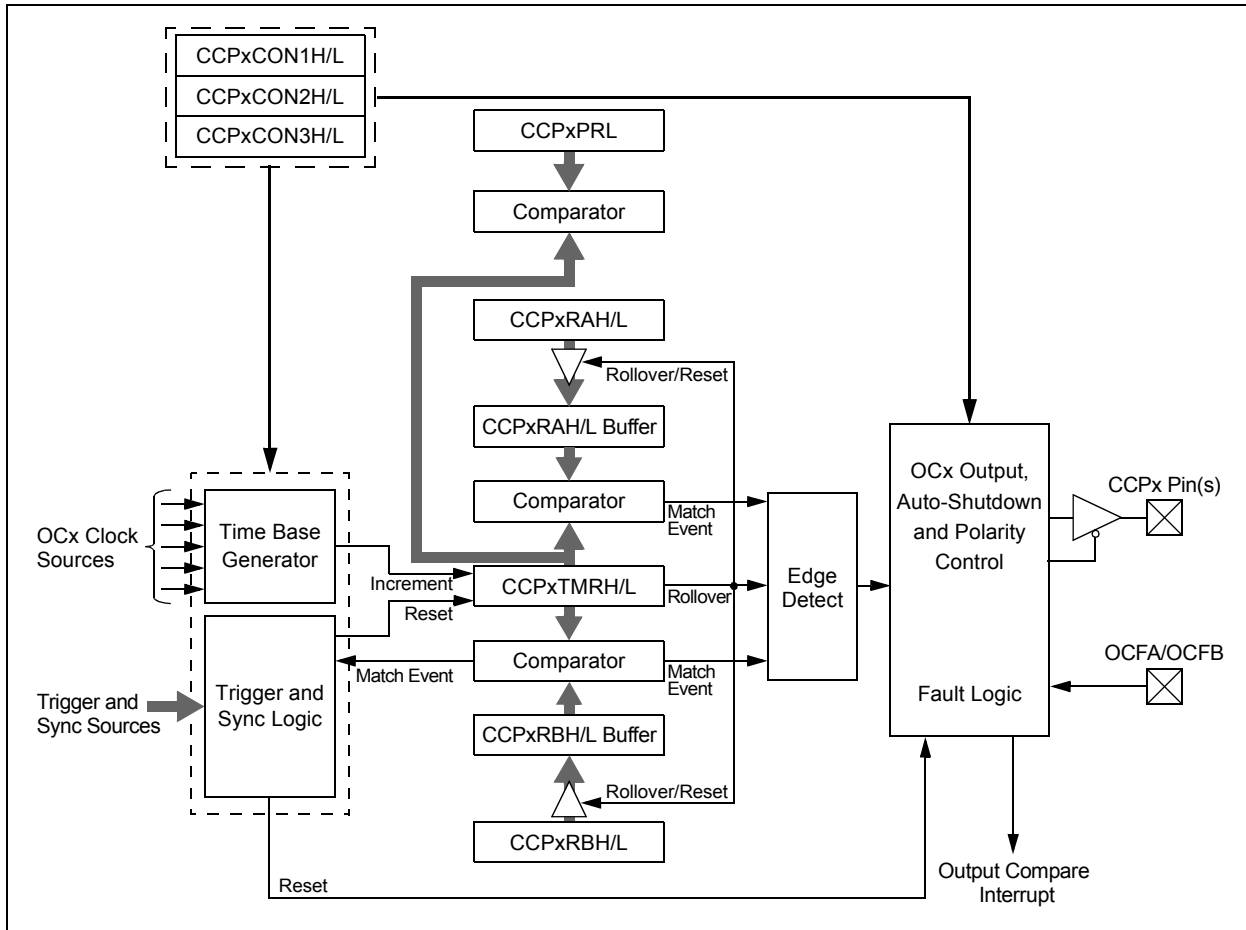 CCPxCON1H/L
CCPxCON2H/L
CCPxCON3H/L
CCPxPRL
Comparator
CCPxRAH/L
Rollover/Reset
CCPxRAH/L Buffer
Comparator
Match
Event
OCx Clock
Sources
Time Base
Generator
Increment
Reset
CCPxTMRH/L
Rollover
Edge
Detect
OCx Output,
Auto-Shutdown
and Polarity
Control
CCPx Pin(s)
Trigger and
Sync Sources
Trigger and
Sync Logic
Match Event
Comparator
Match
Event
CCPxRBH/L Buffer
Rollover/Reset
CCPxRBH/L
Fault Logic
OCFA/OCFB
Reset
Output Compare
Interrupt